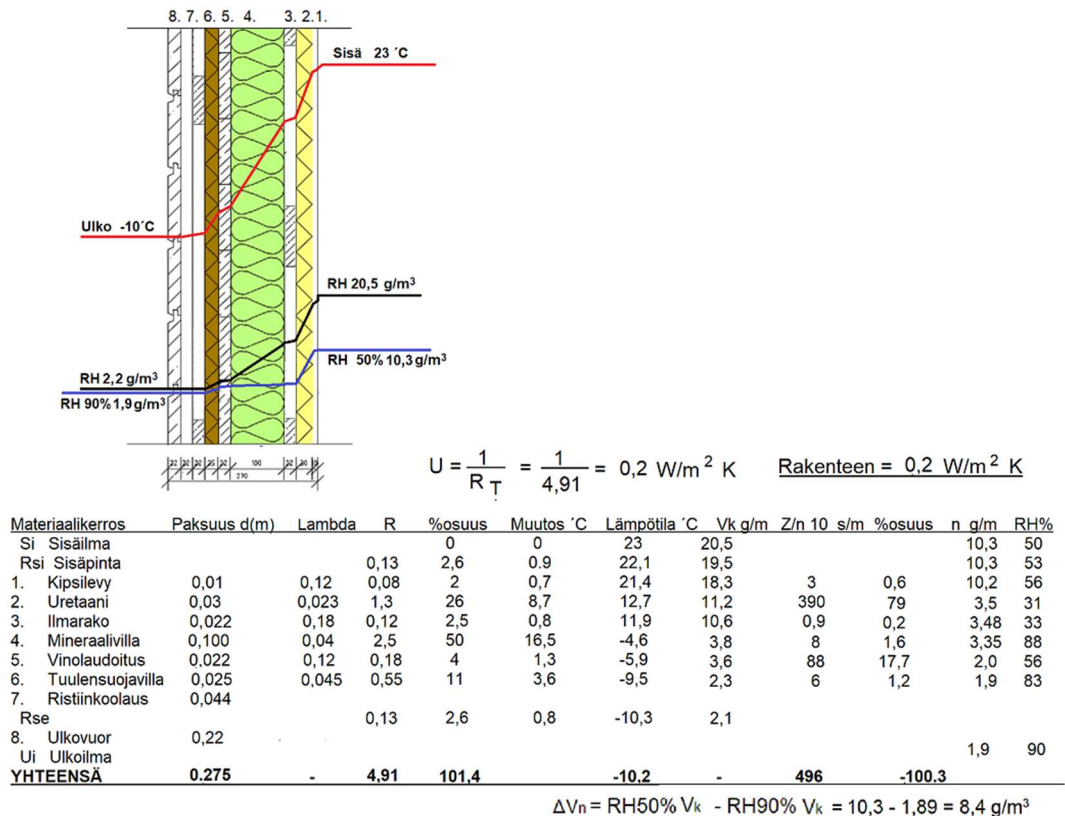 8. 7. 6. 5. 4. 3. 2.1.
Sisä 23 ´C
Ulko -10´C
RH 20,5 g/m³
RH 50% 10,3 g/m³
RH 2,2 g/m³
RH 90% 1,9 g/m³
100
270
U = 1 / R T = 1 / 4,91 = 0,2 W/m² K
Rakenteen = 0,2 W/m² K
Materiaalikerros Paksuus d(m) Lambda R %osuus Muutos ´C Lämpötila ´C Vk g/m Z/n 10 s/m %osuus n g/m RH%
Si Sisäilma 0 0 23 20,5 10,3 50
Rsi Sisäpinta 0,13 2,6 0.9 22,1 19,5 10,3 53
1. Kipsilevy 0,01 0,12 0,08 2 0,7 21,4 18,3 3 0,6 10,2 56
2. Uretaani 0,03 0,023 1,3 26 8,7 12,7 11,2 390 79 3,5 31
3. Ilmarako 0,022 0,18 0,12 2,5 0,8 11,9 10,6 0,9 0,2 3,48 33
4. Mineraalivilla 0,100 0,04 2,5 50 16,5 -4,6 3,8 8 1,6 3,35 88
5. Vinolaudoitus 0,022 0,12 0,18 4 1,3 -5,9 3,6 88 17,7 2,0 56
6. Tuulensuojavilla 0,025 0,045 0,55 11 3,6 -9,5 2,3 6 1,2 1,9 83
7. Ristiinkoolaus 0,044
Rse 0,13 2,6 0,8 -10,3 2,1
8. Ulkovuor 0,22
Ui Ulkoilma 1,9 90
YHTEENSÄ 0.275 - 4,91 101,4 -10,2 - 496 -100.3
ΔVn = RH50% Vk - RH90% Vk = 10,3 - 1,89 = 8,4 g/m³